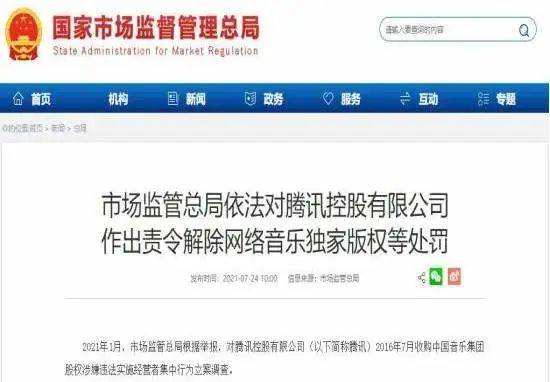 国家市场监督管理总局
State Administration for Market Regulation
请输入要查询的内容
首页 机构 新闻 政务 服务 互动 专题
你的位置:首页 > 新闻 > 总局
市场监管总局依法对腾讯控股有限公司
作出责令解除网络音乐独家版权等处罚
发布时间:2021-07-24 10:00 信息来源:市场监管总局
2021年1月,市场监管总局根据举报,对腾讯控股有限公司(以下简称腾讯)2016年7月收购中国音乐集团
股权涉嫌违法实施经营者集中行为立案调查。